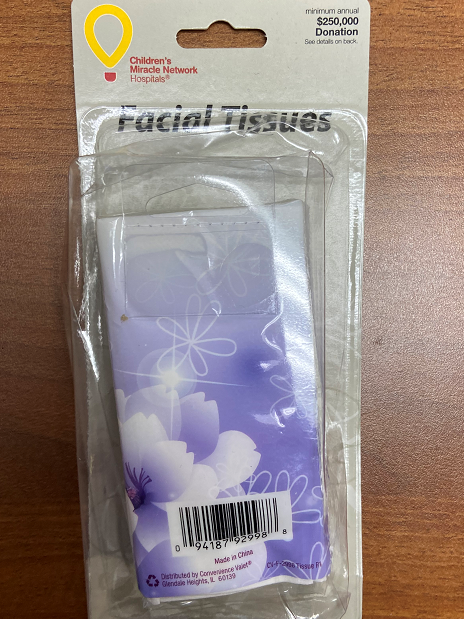 minimum annual
$250,000
Donation
See details on back.
Children's
Miracle Network
Hospitals®
Facial Tissues
0 94187 92998 8
Made in China
Distributed by Convenience Valet®
Glendale Heights, IL 60139
Tissue